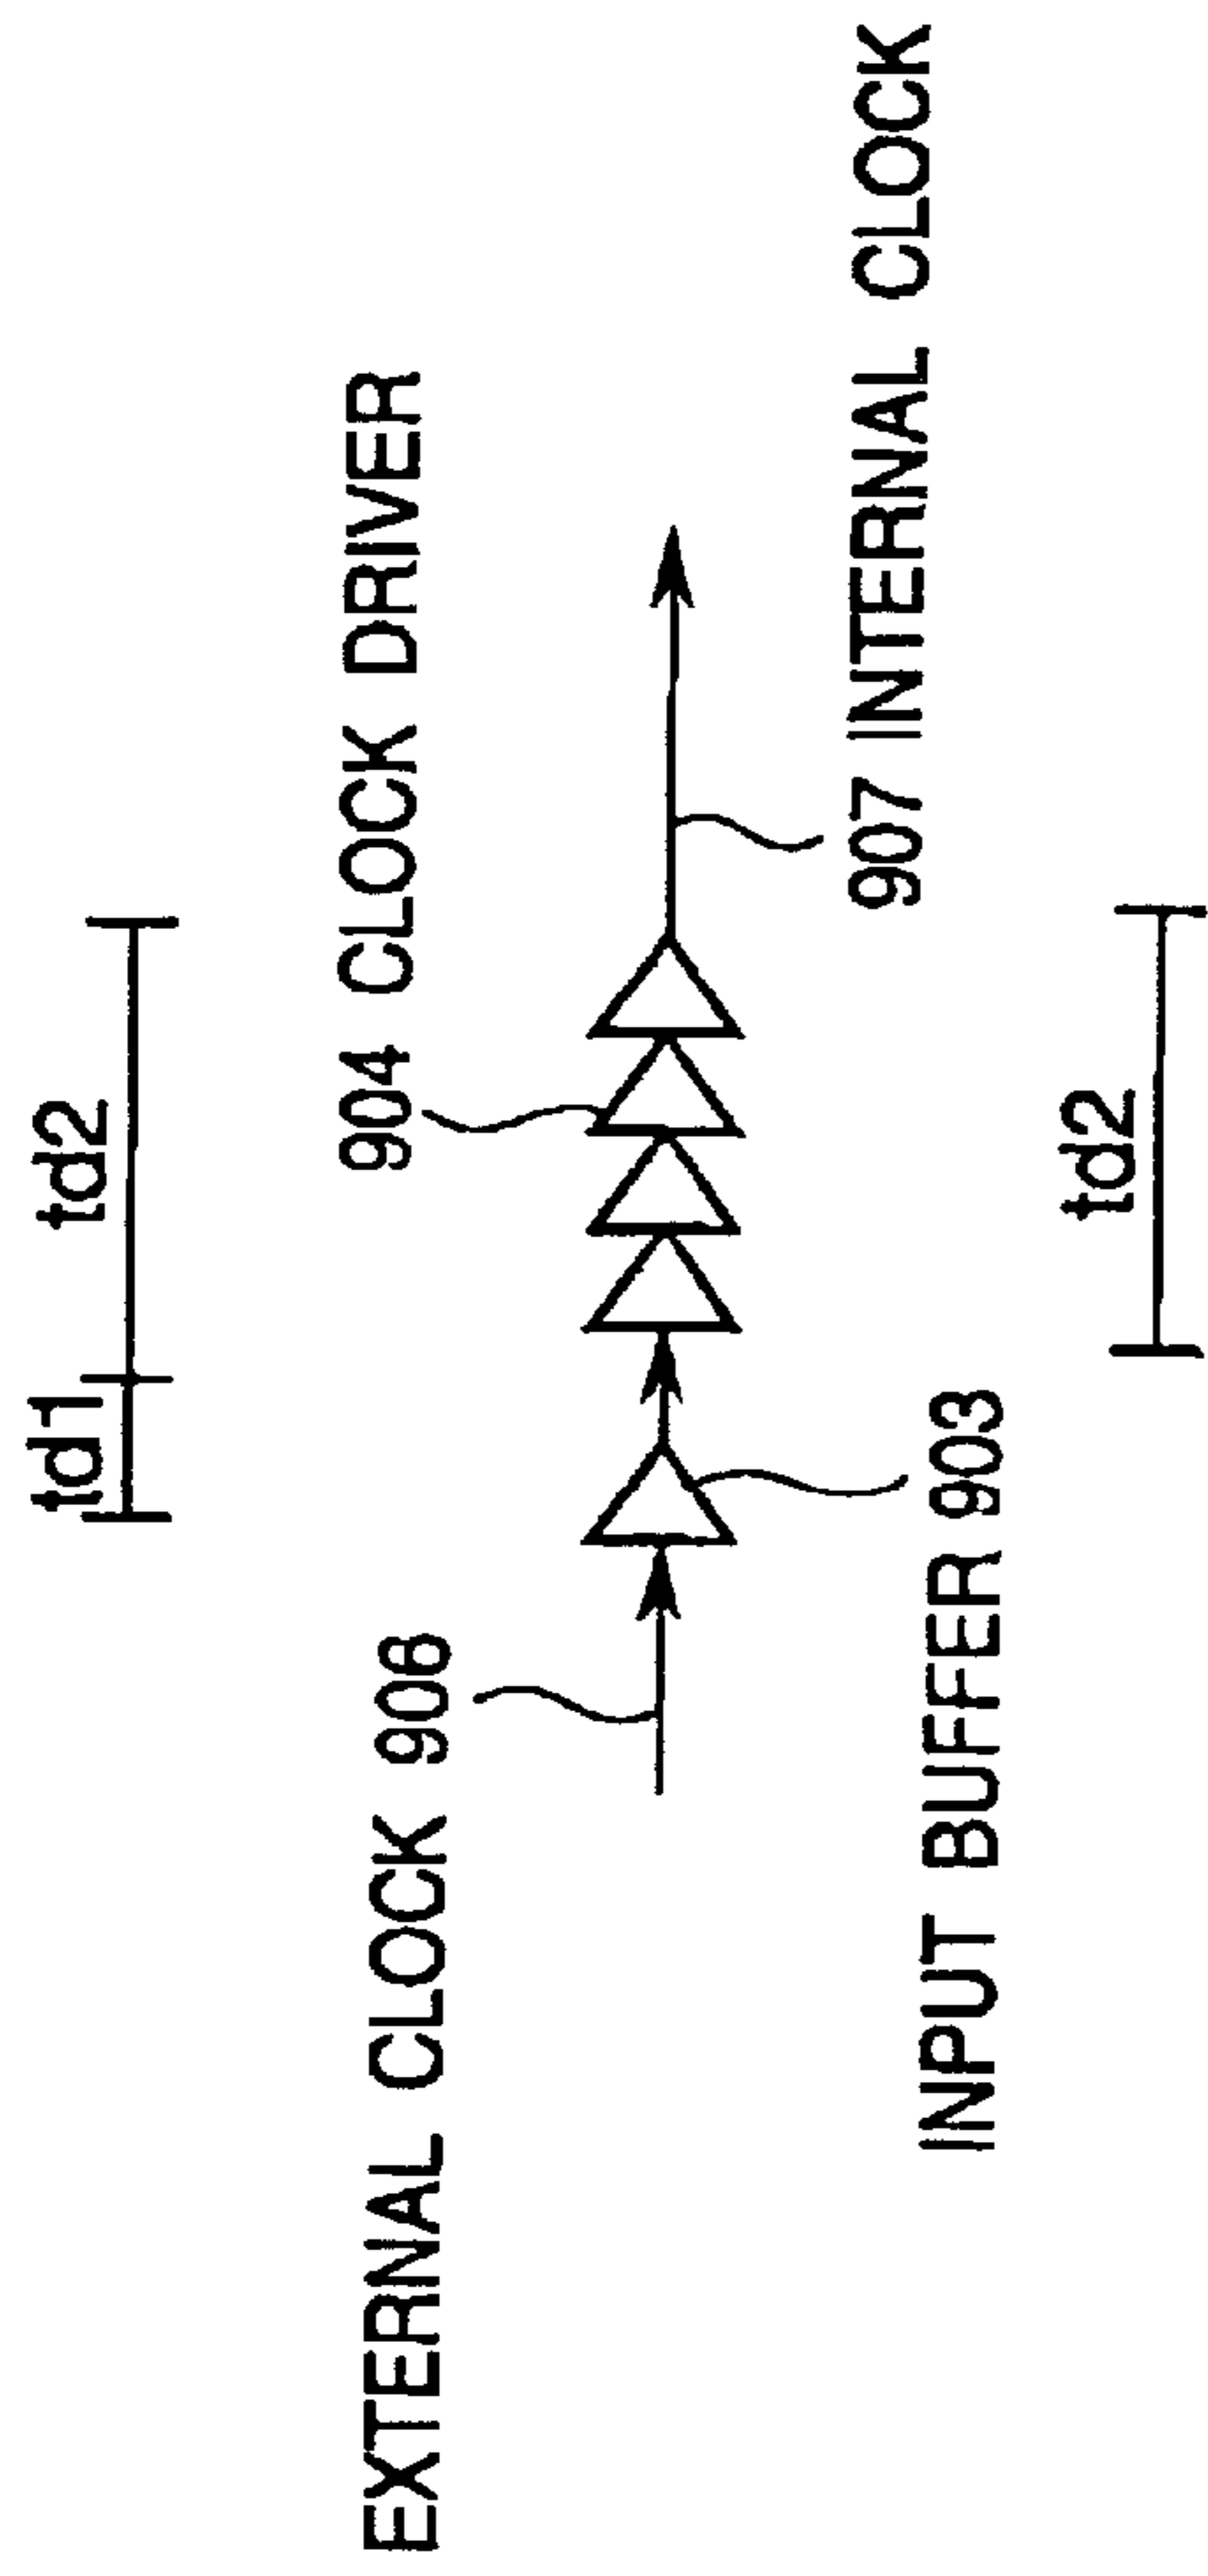 td1
td2
EXTERNAL CLOCK 906
904 CLOCK DRIVER
907 INTERNAL CLOCK
INPUT BUFFER 903
td2